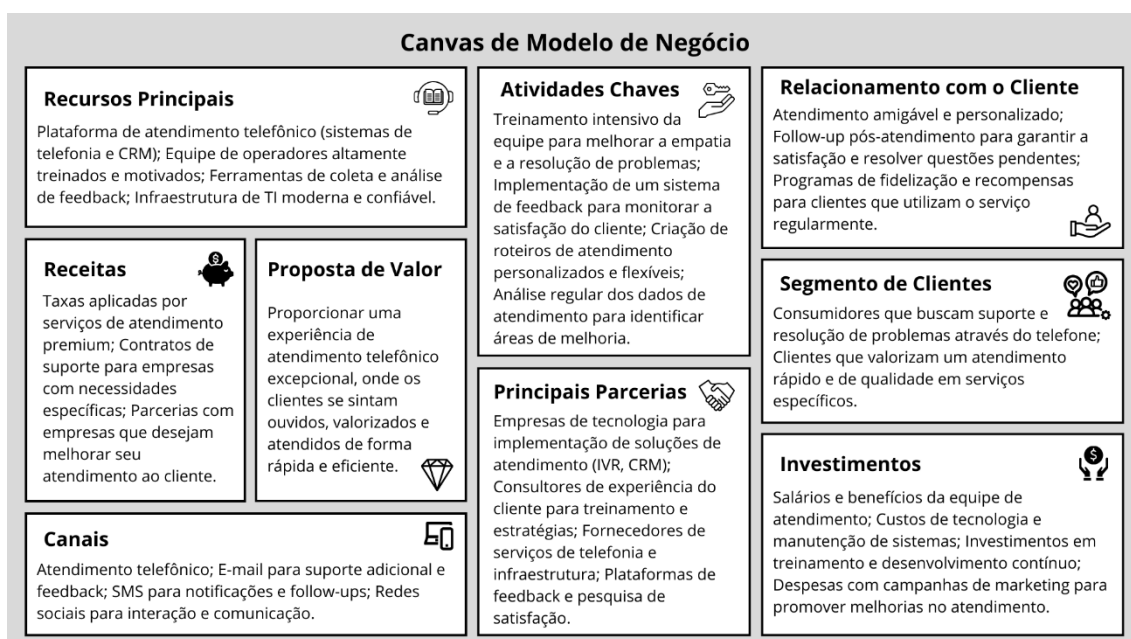 Canvas de Modelo de Negócio
Recursos Principais
Plataforma de atendimento telefônico (sistemas de
telefonia e CRM); Equipe de operadores altamente
treinados e motivados; Ferramentas de coleta e análise
de feedback; Infraestrutura de TI moderna e confiável.
Atividades Chaves
Treinamento intensivo da
equipe para melhorar a empatia
e a resolução de problemas;
Implementação de um sistema
de feedback para monitorar a
satisfação do cliente; Criação de
roteiros de atendimento
personalizados e flexíveis;
Análise regular dos dados de
atendimento para identificar
áreas de melhoria.
Relacionamento com o Cliente
Atendimento amigável e personalizado;
Follow-up pós-atendimento para garantir a
satisfação e resolver questões pendentes;
Programas de fidelização e recompensas
para clientes que utilizam o serviço
regularmente.
Receitas
Taxas aplicadas por
serviços de atendimento
premium; Contratos de
suporte para empresas
com necessidades
específicas; Parcerias com
empresas que desejam
melhorar seu
atendimento ao cliente.
Proposta de Valor
Proporcionar uma
experiência de
atendimento telefônico
excepcional, onde os
clientes se sintam
ouvidos, valorizados e
atendidos de forma
rápida e eficiente.
Segmento de Clientes
Consumidores que buscam suporte e
resolução de problemas através do telefone;
Clientes que valorizam um atendimento
rápido e de qualidade em serviços
específicos.
Principais Parcerias
Empresas de tecnologia para
implementação de soluções de
atendimento (IVR, CRM);
Consultores de experiência do
cliente para treinamento e
estratégias; Fornecedores de
serviços de telefonia e
infraestrutura; Plataformas de
feedback e pesquisa de
satisfação.
Investimentos
Salários e benefícios da equipe de
atendimento; Custos de tecnologia e
manutenção de sistemas; Investimentos em
treinamento e desenvolvimento contínuo;
Despesas com campanhas de marketing para
promover melhorias no atendimento.
Canais
Atendimento telefônico; E-mail para suporte adicional e
feedback; SMS para notificações e follow-ups; Redes
sociais para interação e comunicação.